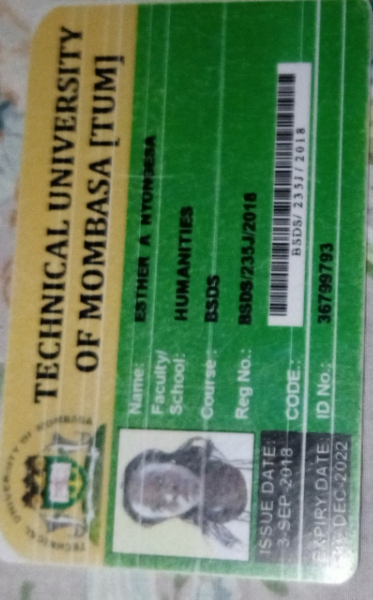 TECHNICAL UNIVERSITY
OF MOMBASA [TUM]
TECHNICAL UNIVERSITY OF MOMBASA
Name: ESTHER A NYONGESA
Faculty/
School: HUMANITIES
Course: BSDS
Reg No.: BSDS/235J/2018
CODE: BSDS/ 235J/ 2018
ID No.: 36799793
ISSUE DATE:
3-SEP-2018
EXPIRY DATE:
DEC-2022